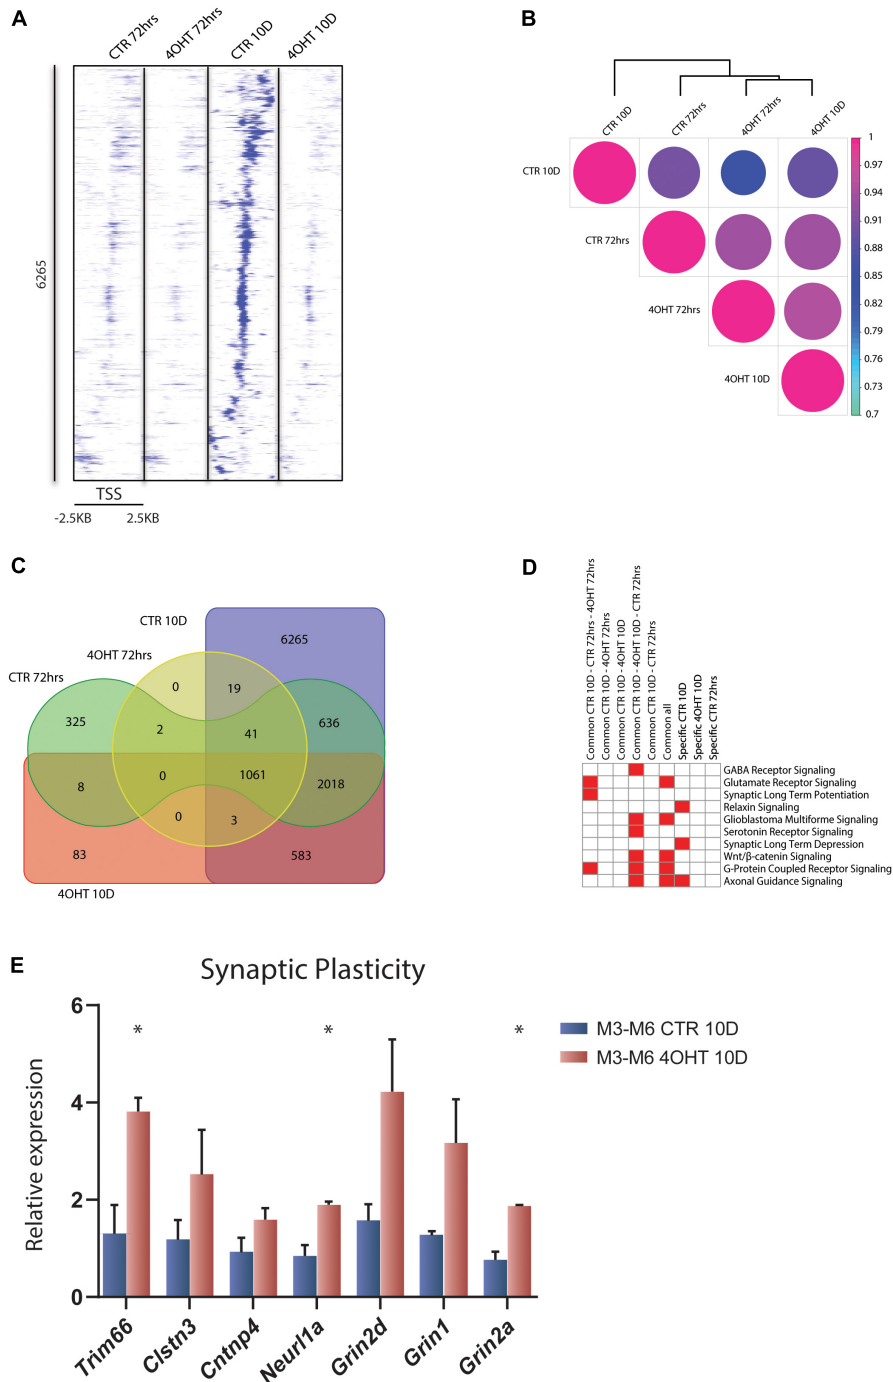 A
CTR 72hrs
4OHT 72hrs
CTR 10D
4OHT 10D
6265
TSS
-2.5KB
2.5KB
B
CTR 10D
CTR 72hrs
4OHT 72hrs
4OHT 10D
CTR 10D
CTR 72hrs
4OHT 72hrs
4OHT 10D
1
0.97
0.94
0.91
0.88
0.85
0.82
0.79
0.76
0.73
0.7
C
CTR 10D
4OHT 72hrs
CTR 72hrs
4OHT 10D
6265
0
19
325
2
41
636
8
0
1061
2018
0
3
83
583
D
Common CTR 10D - CTR 72hrs - 4OHT 72hrs
Common CTR 10D - 4OHT 72hrs
Common CTR 10D - 4OHT 10D
Common CTR 10D - 4OHT 10D - CTR 72hrs
Common CTR 10D - CTR 72hrs
Common all
Specific CTR 10D
Specific 4OHT 10D
Specific CTR 72hrs
GABA Receptor Signaling
Glutamate Receptor Signaling
Synaptic Long Term Potentiation
Relaxin Signaling
Glioblastoma Multiforme Signaling
Serotonin Receptor Signaling
Synaptic Long Term Depression
Wnt/β-catenin Signaling
G-Protein Coupled Receptor Signaling
Axonal Guidance Signaling
E
Synaptic Plasticity
Relative expression
6
4
2
0
*
*
*
M3-M6 CTR 10D
M3-M6 4OHT 10D
Trim66
Clstn3
Cntnp4
Neurl1a
Grin2d
Grin1
Grin2a